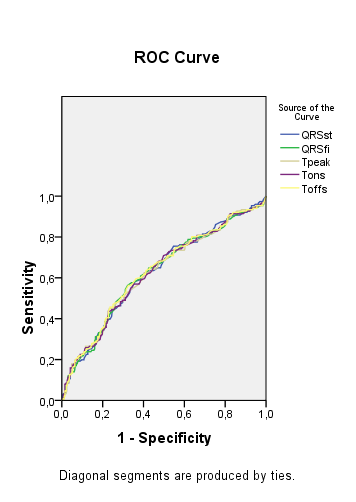 ROC Curve
Source of the
Curve
QRSst
QRSfi
Tpeak
Tons
Toffs
1,0
0,8
0,6
0,4
0,2
0,0
Sensitivity
0,0 0,2 0,4 0,6 0,8 1,0
1 - Specificity
Diagonal segments are produced by ties.